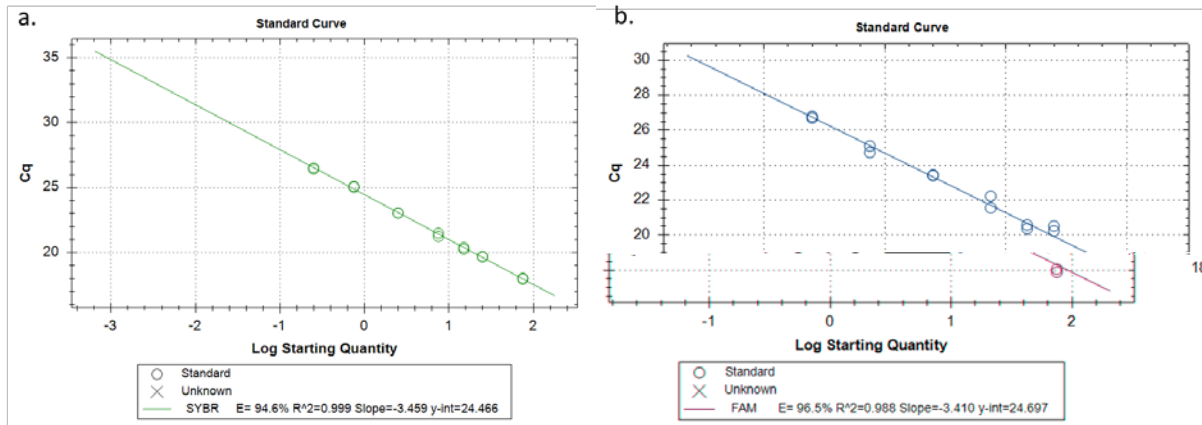 a.
Standard Curve
35
30
25
20
Cq
-3 -2 -1 0 1 2
Log Starting Quantity
Standard
Unknown
SYBR E= 94.6% R^2=0.999 Slope=-3.459 y-int=24.466
b.
Standard Curve
30
28
26
24
22
20
18
Cq
-1 0 1 2
Log Starting Quantity
Standard
Unknown
FAM E= 96.5% R^2=0.988 Slope=-3.410 y-int=24.697